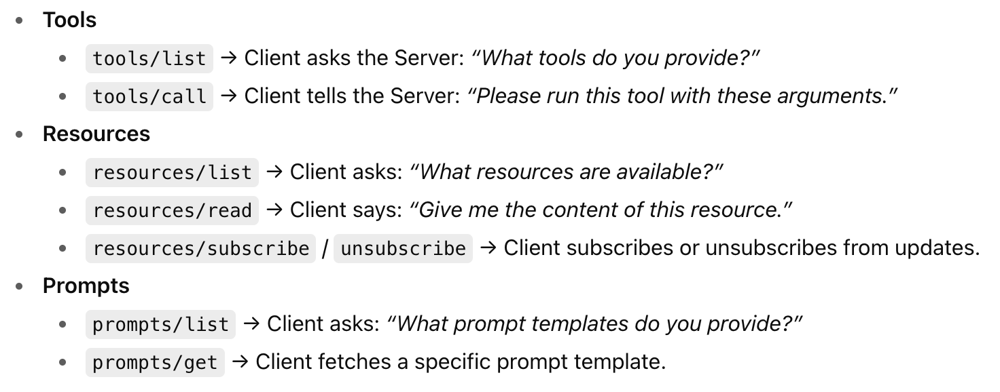 • Tools
• tools/list → Client asks the Server: “What tools do you provide?”
• tools/call → Client tells the Server: “Please run this tool with these arguments.”
• Resources
• resources/list → Client asks: “What resources are available?”
• resources/read → Client says: “Give me the content of this resource.”
• resources/subscribe / unsubscribe → Client subscribes or unsubscribes from updates.
• Prompts
• prompts/list → Client asks: “What prompt templates do you provide?”
• prompts/get → Client fetches a specific prompt template.